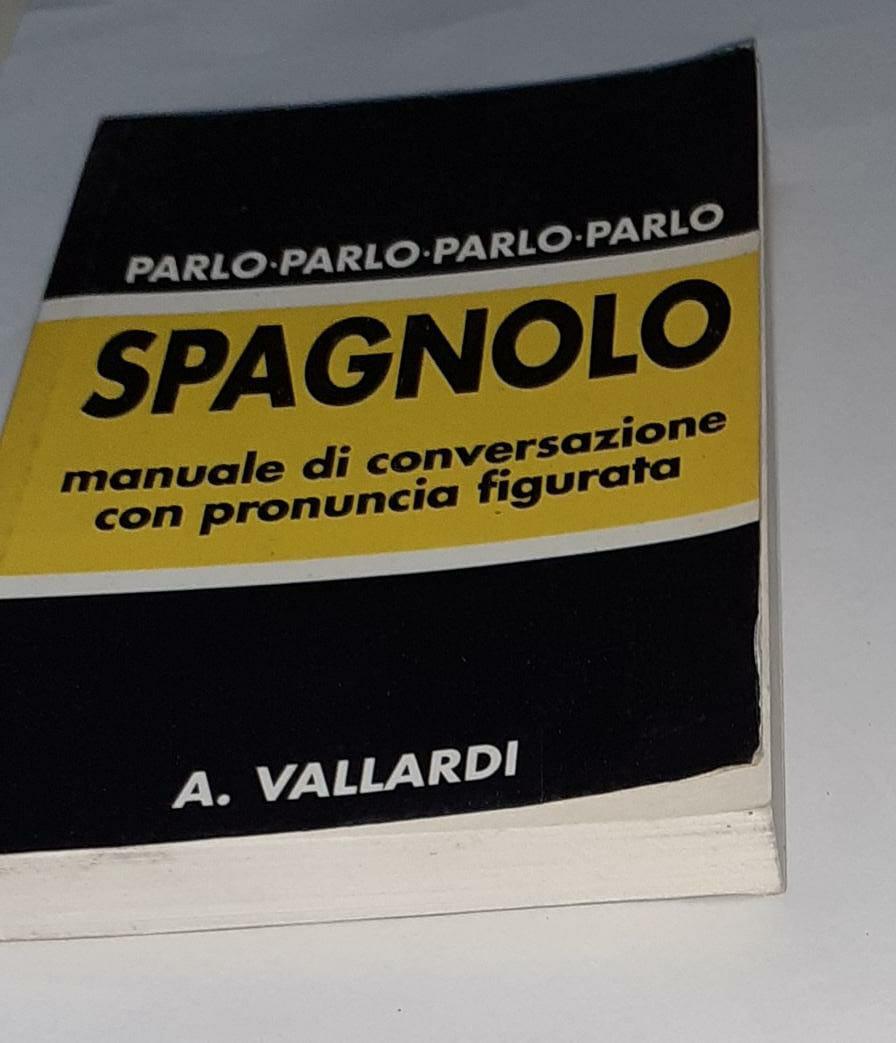 PARLO·PARLO·PARLO·PARLO
SPAGNOLO
manuale di conversazione
con pronuncia figurata
A. VALLARDI